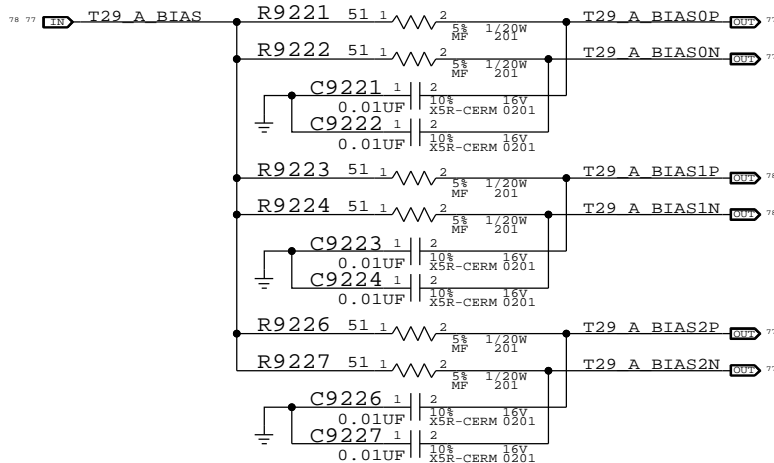 78 77 IN T29_A_BIAS R9221 51 1 2 T29_A_BIAS0P OUT 77
5% 1/20W
MF 201
R9222 51 1 2 T29_A_BIAS0N OUT 77
5% 1/20W
MF 201
C9221 1 2
0.01UF 10% 16V
X5R-CERM 0201
C9222 1 2
0.01UF 10% 16V
X5R-CERM 0201
R9223 51 1 2 T29_A_BIAS1P OUT 78
5% 1/20W
MF 201
R9224 51 1 2 T29_A_BIAS1N OUT 78
5% 1/20W
MF 201
C9223 1 2
0.01UF 10% 16V
X5R-CERM 0201
C9224 1 2
0.01UF 10% 16V
X5R-CERM 0201
R9226 51 1 2 T29_A_BIAS2P OUT 77
5% 1/20W
MF 201
R9227 51 1 2 T29_A_BIAS2N OUT 77
5% 1/20W
MF 201
C9226 1 2
0.01UF 10% 16V
X5R-CERM 0201
C9227 1 2
0.01UF 10% 16V
X5R-CERM 0201